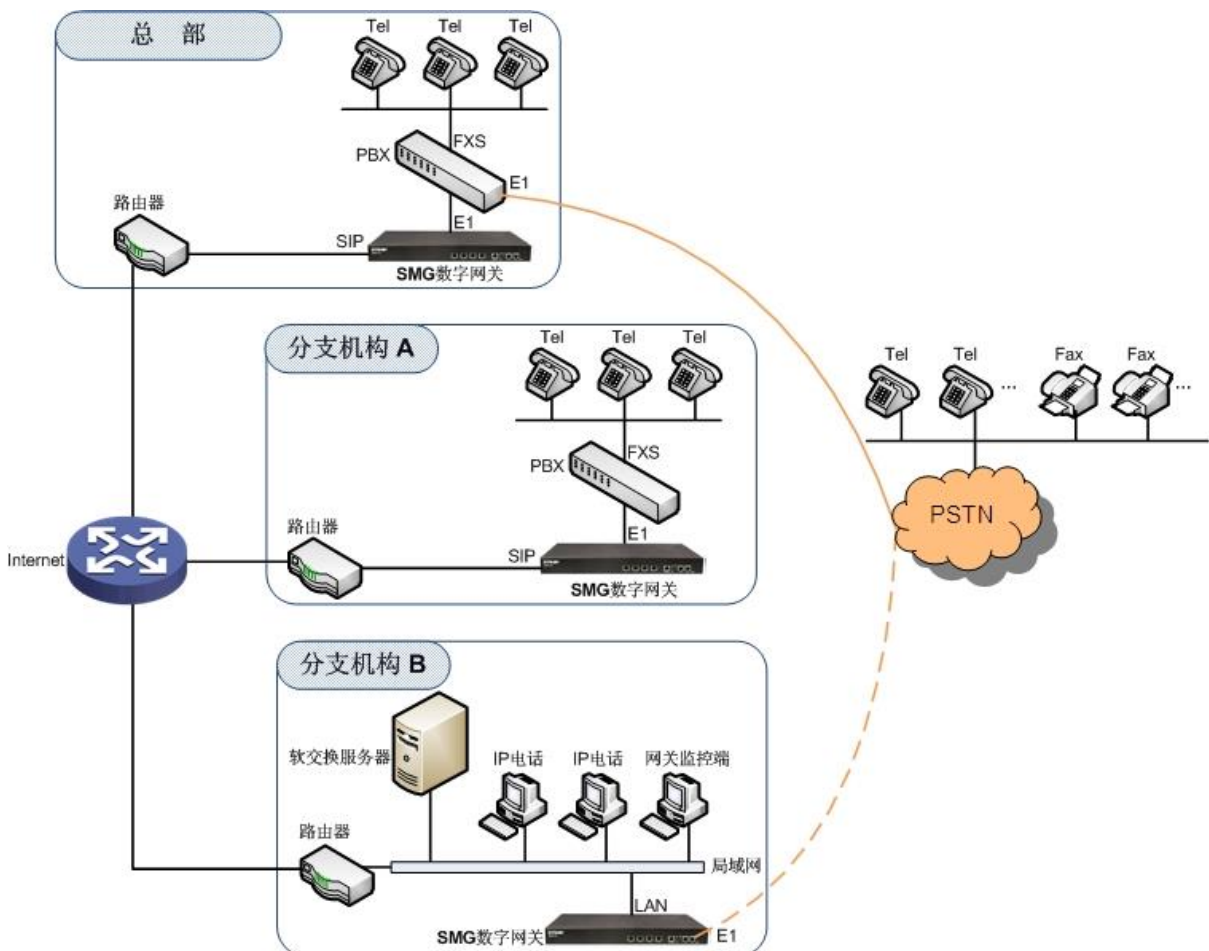 总 部
Tel
Tel
Tel
FXS
PBX
E1
E1
路由器
SIP
SMG数字网关
分支机构 A
Tel
Tel
Tel
FXS
PBX
E1
路由器
SIP
SMG数字网关
Internet
Tel
Tel
...
Fax
Fax
...
PSTN
分支机构 B
软交换服务器
IP电话
IP电话
网关监控端
路由器
局域网
LAN
SMG数字网关
E1